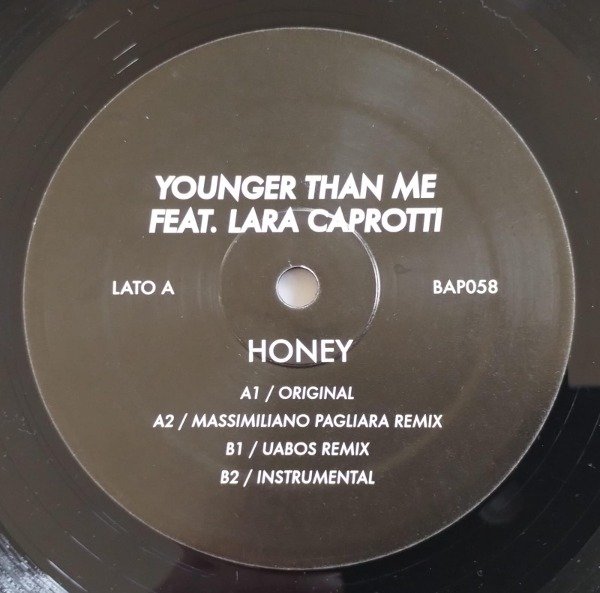 YOUNGER THAN ME
FEAT. LARA CAPROTTI
LATO A
BAP058
HONEY
A1 / ORIGINAL
A2 / MASSIMILIANO PAGLIARA REMIX
B1 / UABOS REMIX
B2 / INSTRUMENTAL